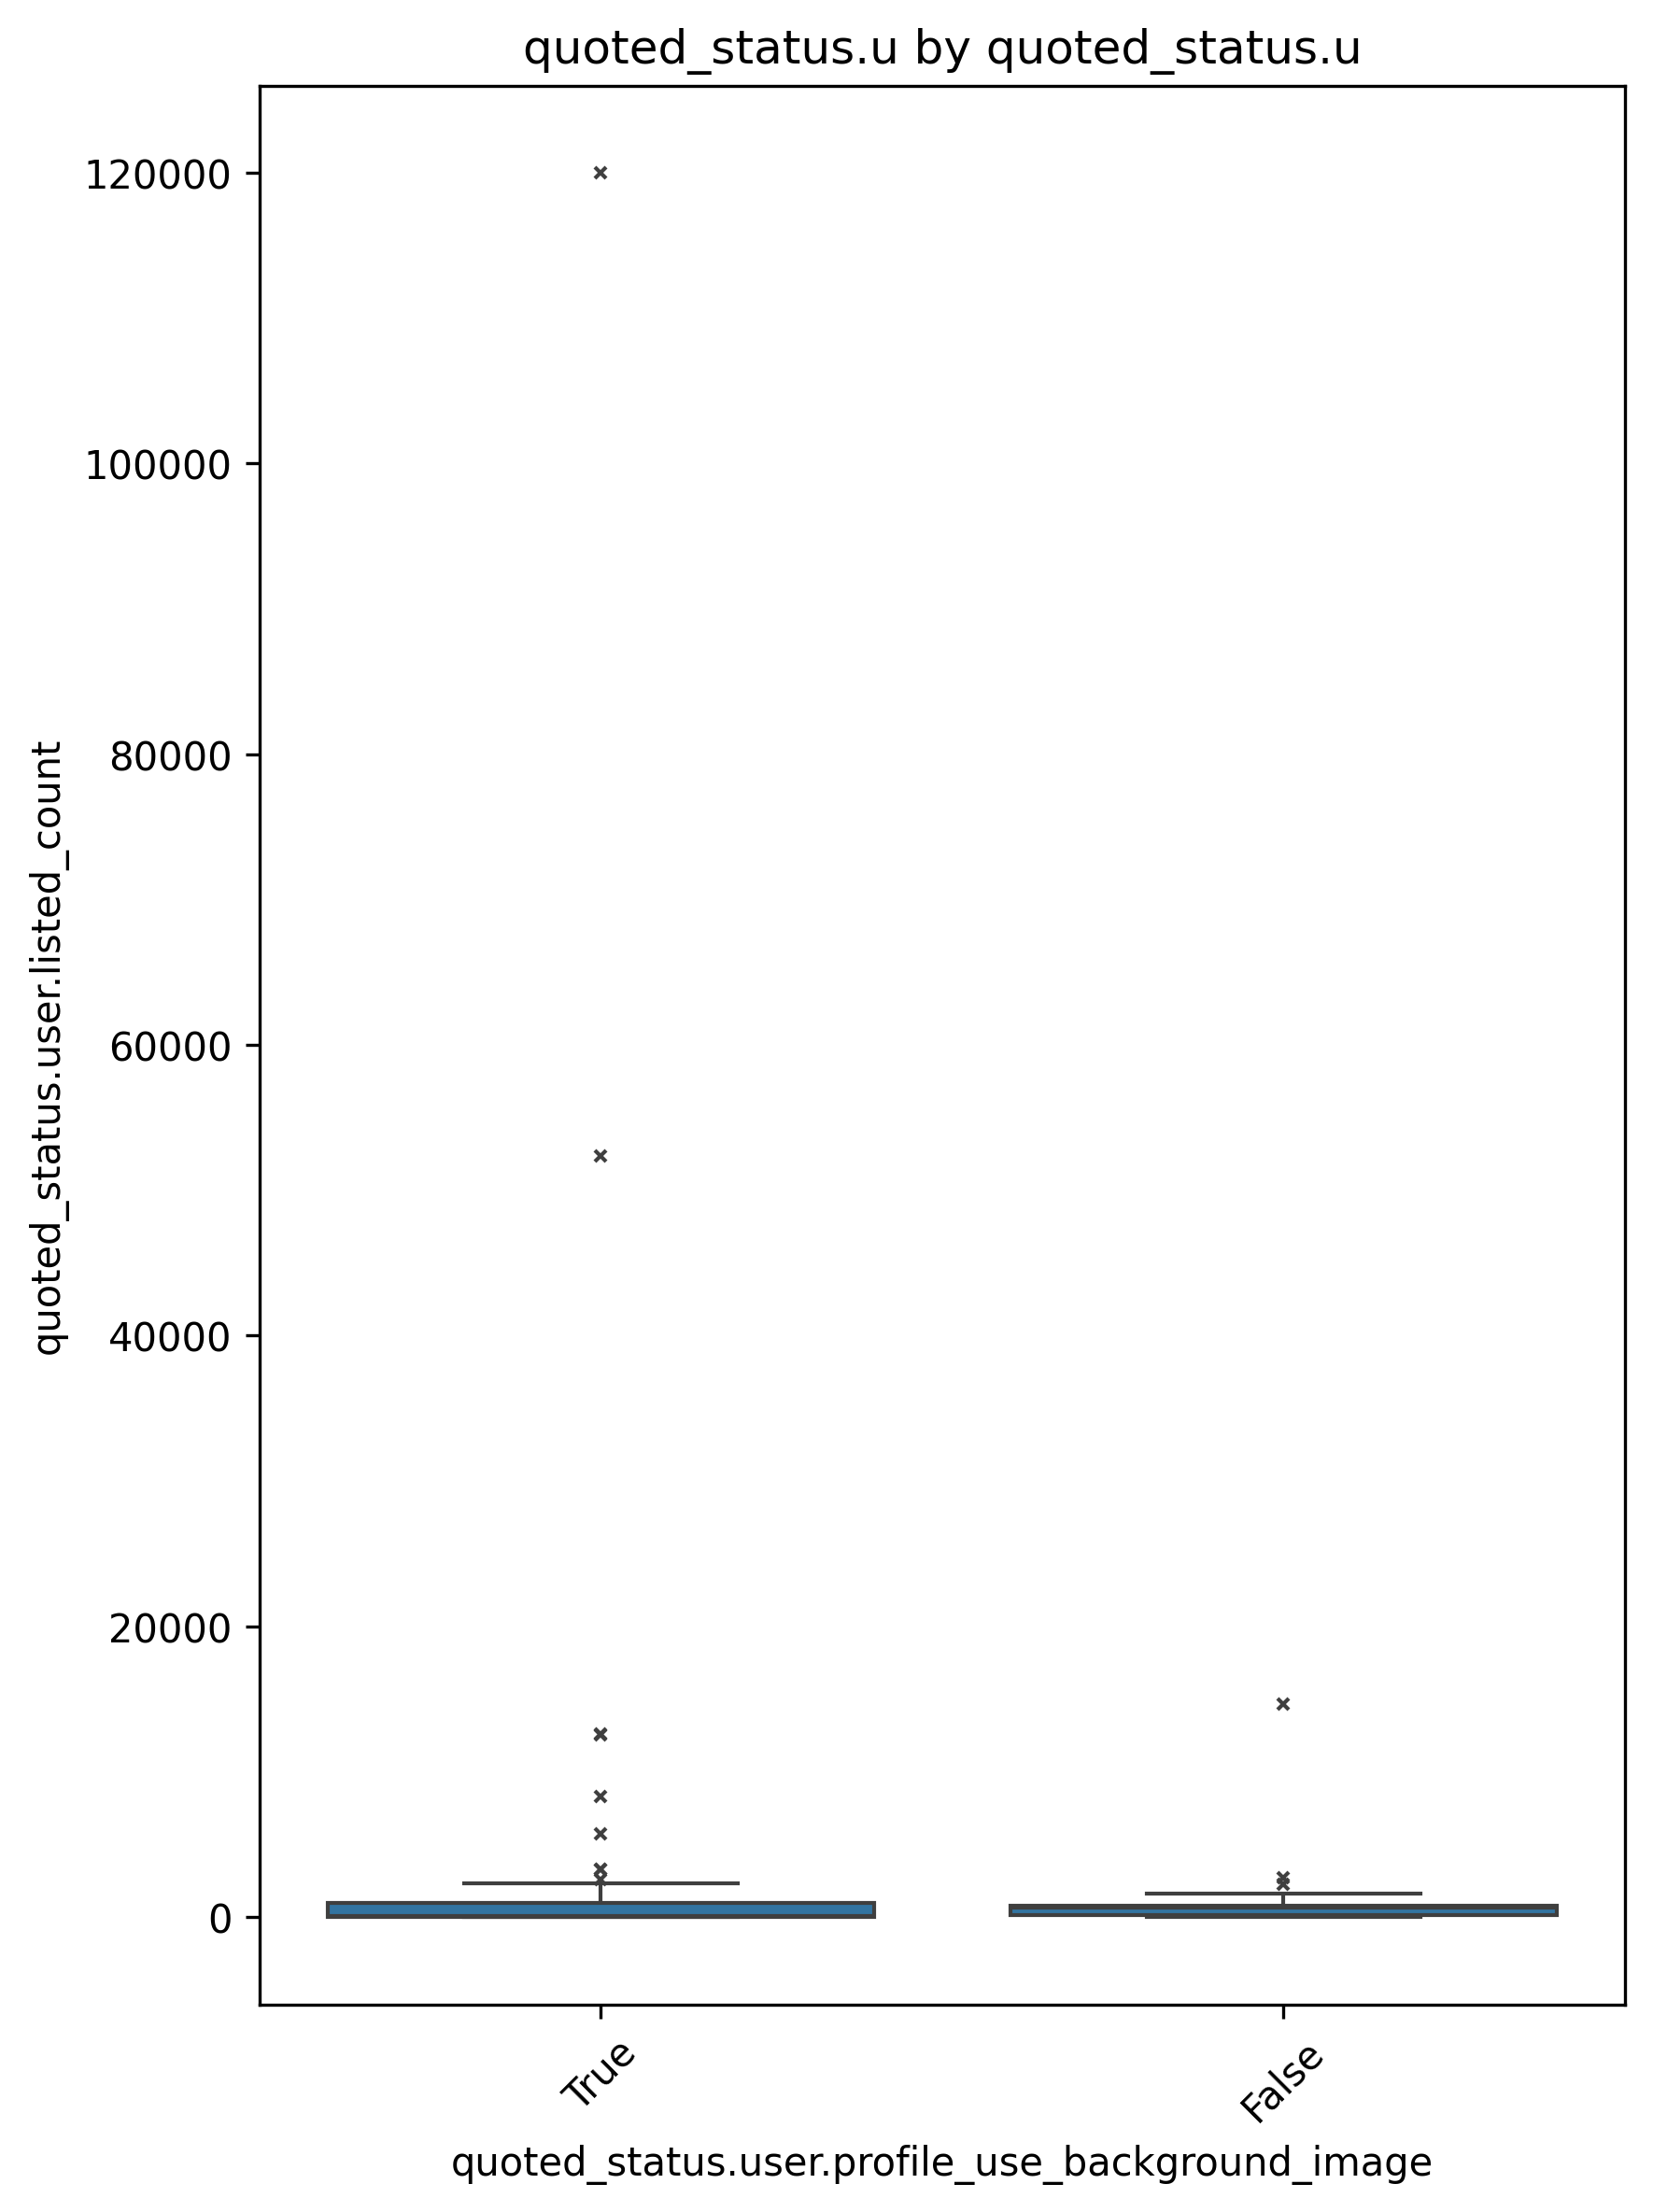 quoted_status.u by quoted_status.u
120000
100000
80000
60000
40000
20000
0
quoted_status.user.listed_count
True
False
quoted_status.user.profile_use_background_image